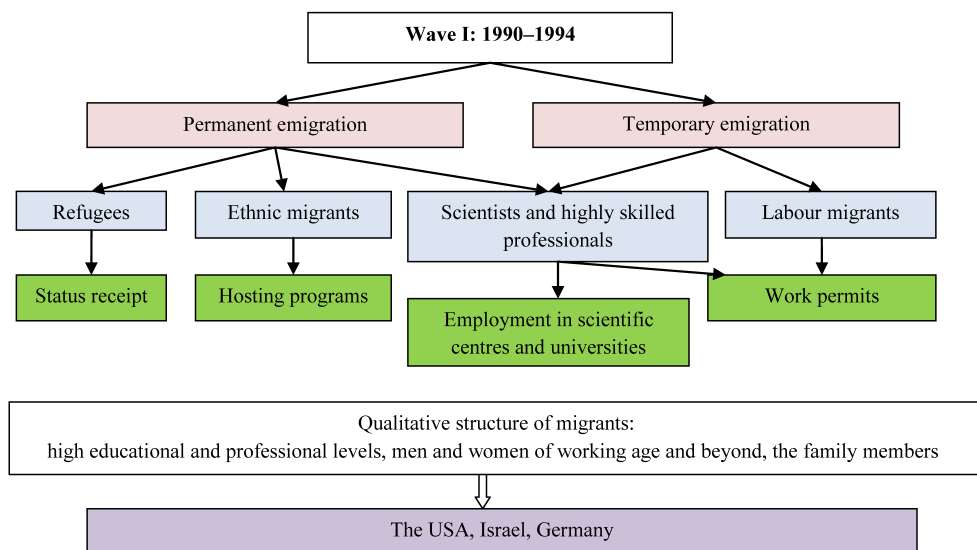 Wave I: 1990–1994
Permanent emigration
Temporary emigration
Refugees
Ethnic migrants
Scientists and highly skilled
professionals
Labour migrants
Status receipt
Hosting programs
Employment in scientific
centres and universities
Work permits
Qualitative structure of migrants:
high educational and professional levels, men and women of working age and beyond, the family members
The USA, Israel, Germany